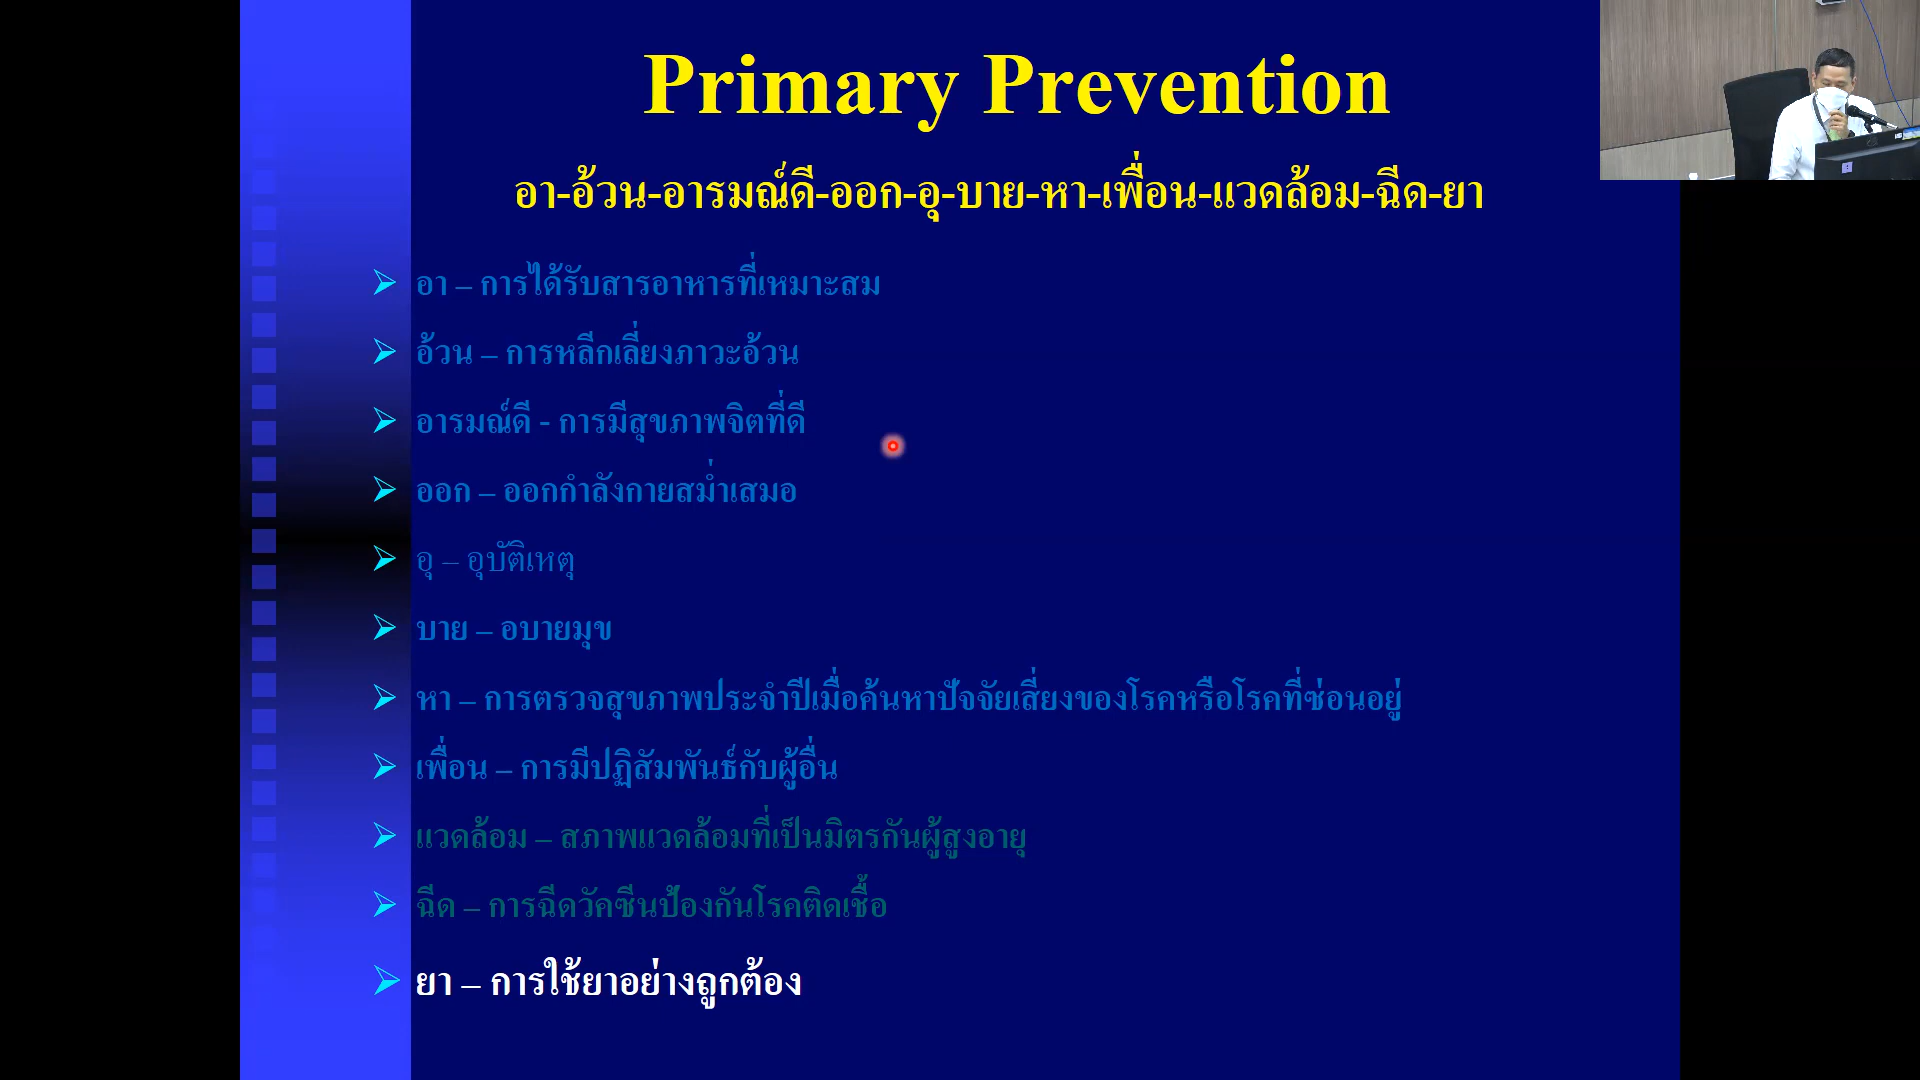 Primary Prevention
อา-อ้วน-อารมณ์ดี-ออก-อุ-บาย-หา-เพื่อน-แวดล้อม-ฉีด-ยา
อา – การได้รับสารอาหารที่เหมาะสม
อ้วน – การหลีกเลี่ยงภาวะอ้วน
อารมณ์ดี - การมีสุขภาพจิตที่ดี
ออก – ออกกำลังกายสม่ำเสมอ
อุ – อุบัติเหตุ
บาย – อบายมุข
หา – การตรวจสุขภาพประจำปีเมื่อค้นหาปัจจัยเสี่ยงของโรคหรือโรคที่ซ่อนอยู่
เพื่อน – การมีปฏิสัมพันธ์กับผู้อื่น
แวดล้อม – สภาพแวดล้อมที่เป็นมิตรกันผู้สูงอายุ
ฉีด – การฉีดวัคซีนป้องกันโรคติดเชื้อ
ยา – การใช้ยาอย่างถูกต้อง